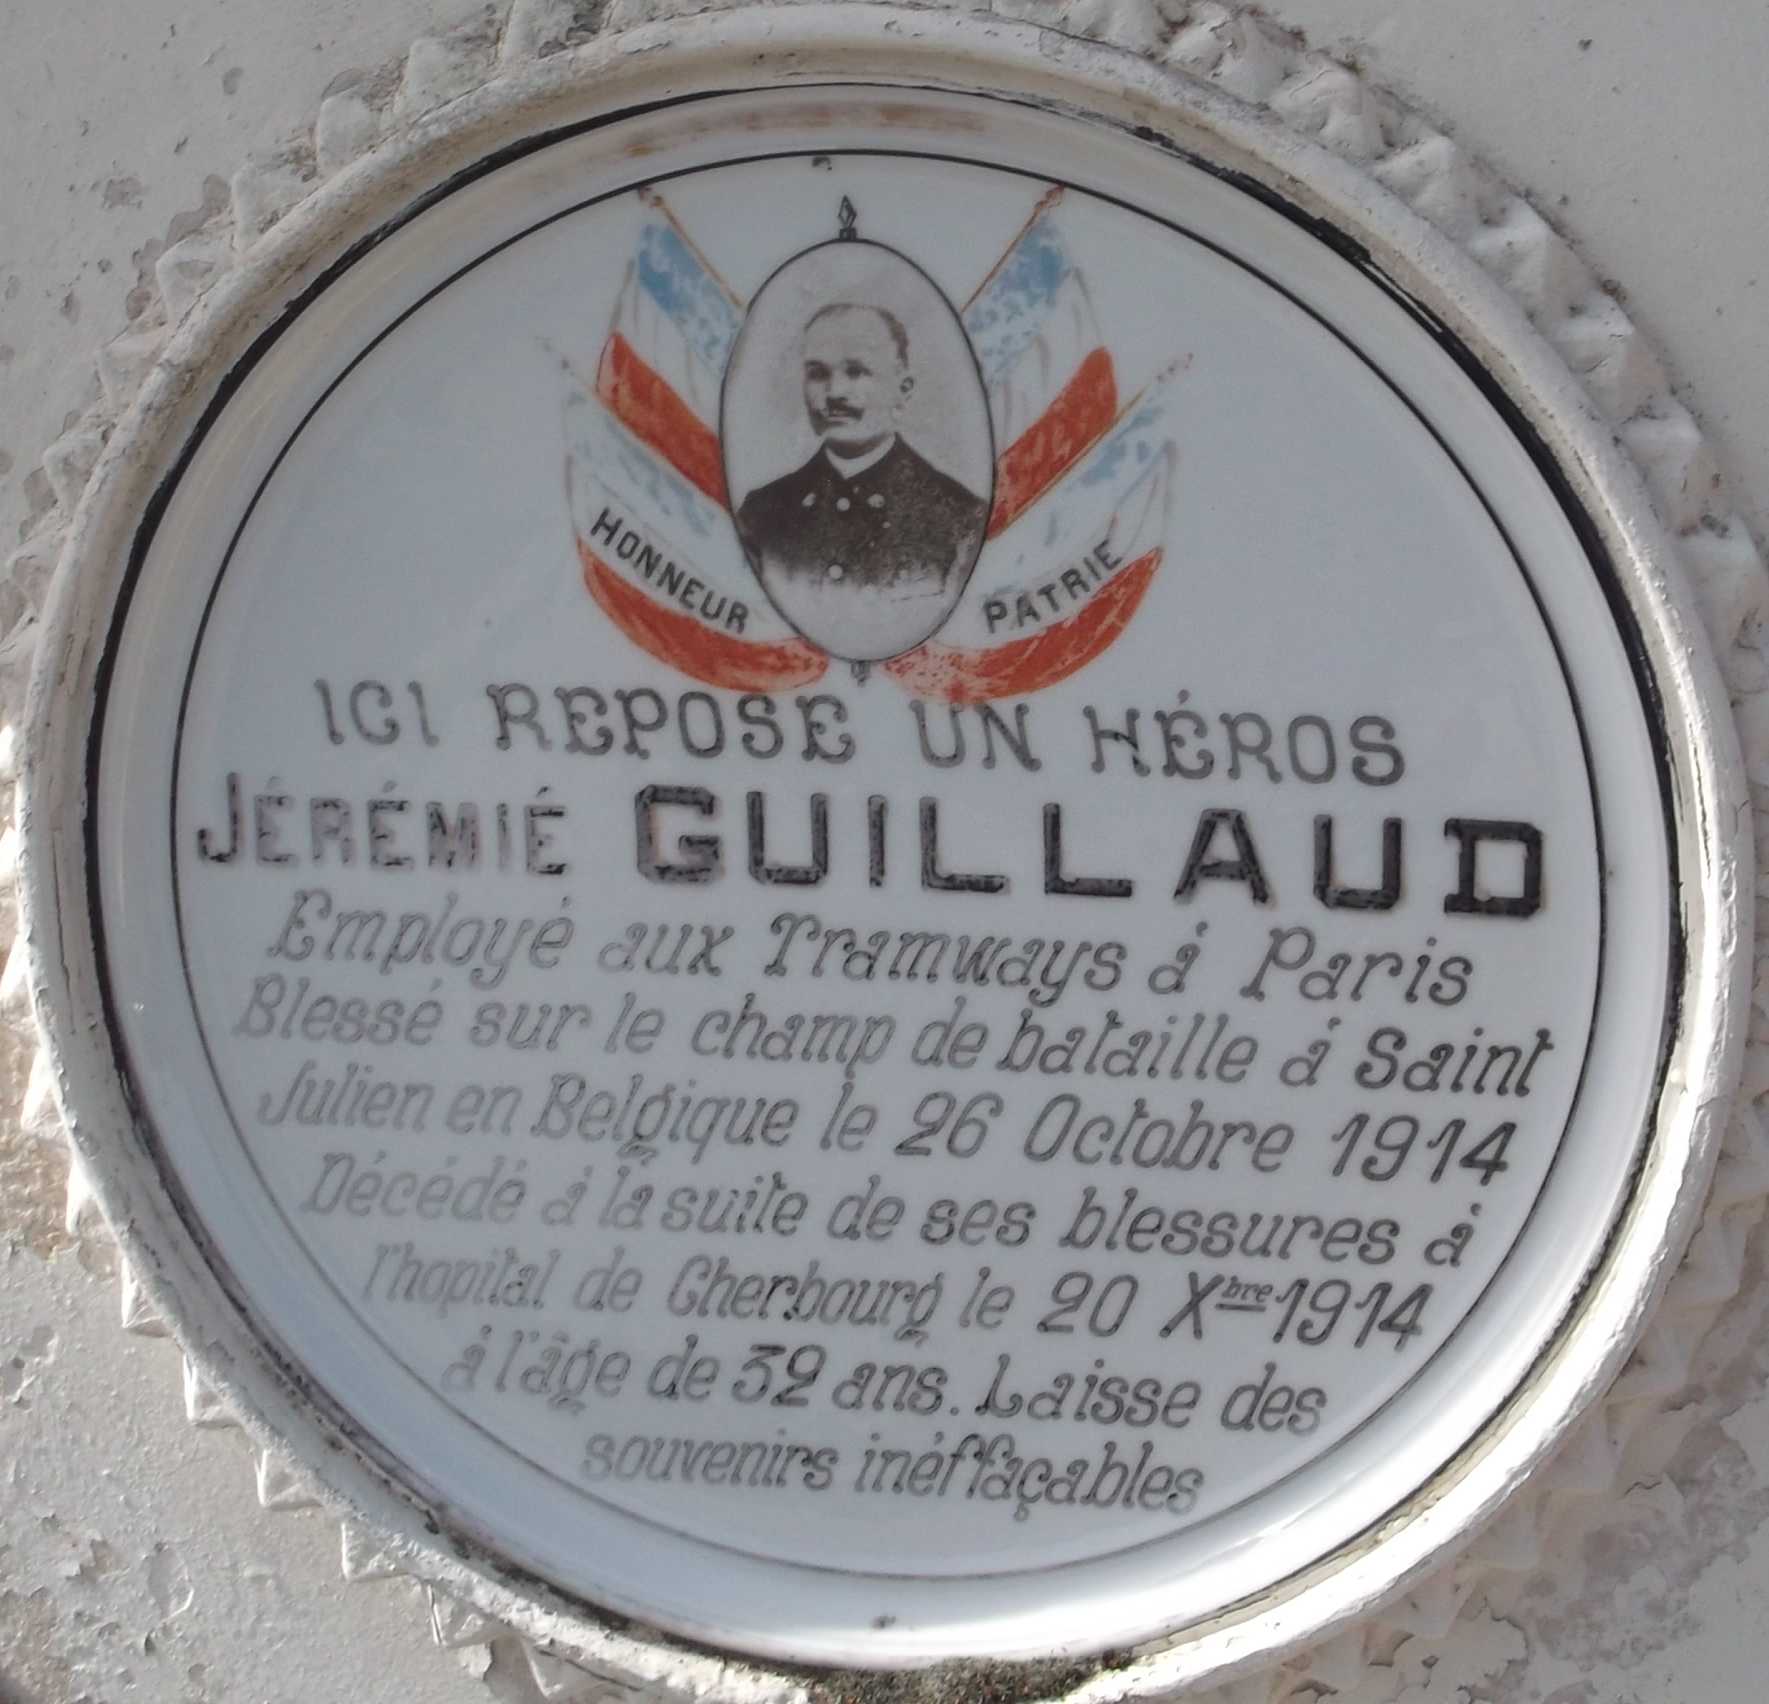 HONNEUR
PATRIE
ICI REPOSE UN HÉROS
JÉRÉMIE GUILLAUD
Employé aux Tramways à Paris
Blessé sur le champ de bataille à Saint
Julien en Belgique le 26 Octobre 1914
Décédé à la suite de ses blessures à
l'hopital de Cherbourg le 20 Xbre 1914
à l'âge de 32 ans. Laisse des
souvenirs inéffaçables